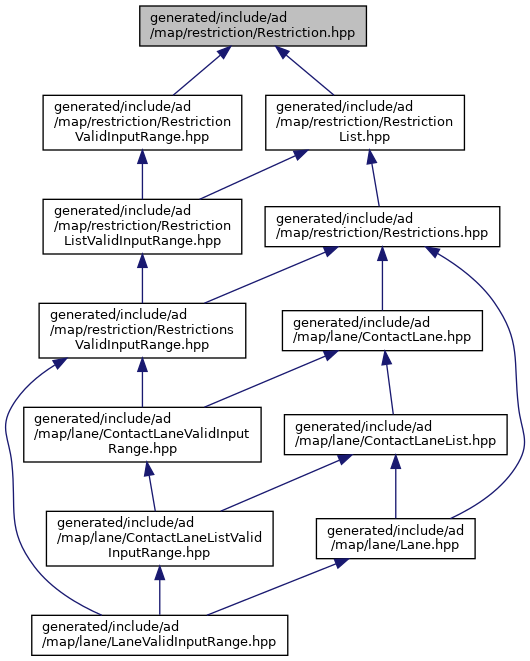 generated/include/ad
/map/restriction/Restriction.hpp
generated/include/ad
/map/restriction/Restriction
ValidInputRange.hpp
generated/include/ad
/map/restriction/Restriction
List.hpp
generated/include/ad
/map/restriction/Restriction
ListValidInputRange.hpp
generated/include/ad
/map/restriction/Restrictions.hpp
generated/include/ad
/map/restriction/Restrictions
ValidInputRange.hpp
generated/include/ad
/map/lane/ContactLane.hpp
generated/include/ad
/map/lane/ContactLaneValidInput
Range.hpp
generated/include/ad
/map/lane/ContactLaneList.hpp
generated/include/ad
/map/lane/ContactLaneListValid
InputRange.hpp
generated/include/ad
/map/lane/Lane.hpp
generated/include/ad
/map/lane/LaneValidInputRange.hpp